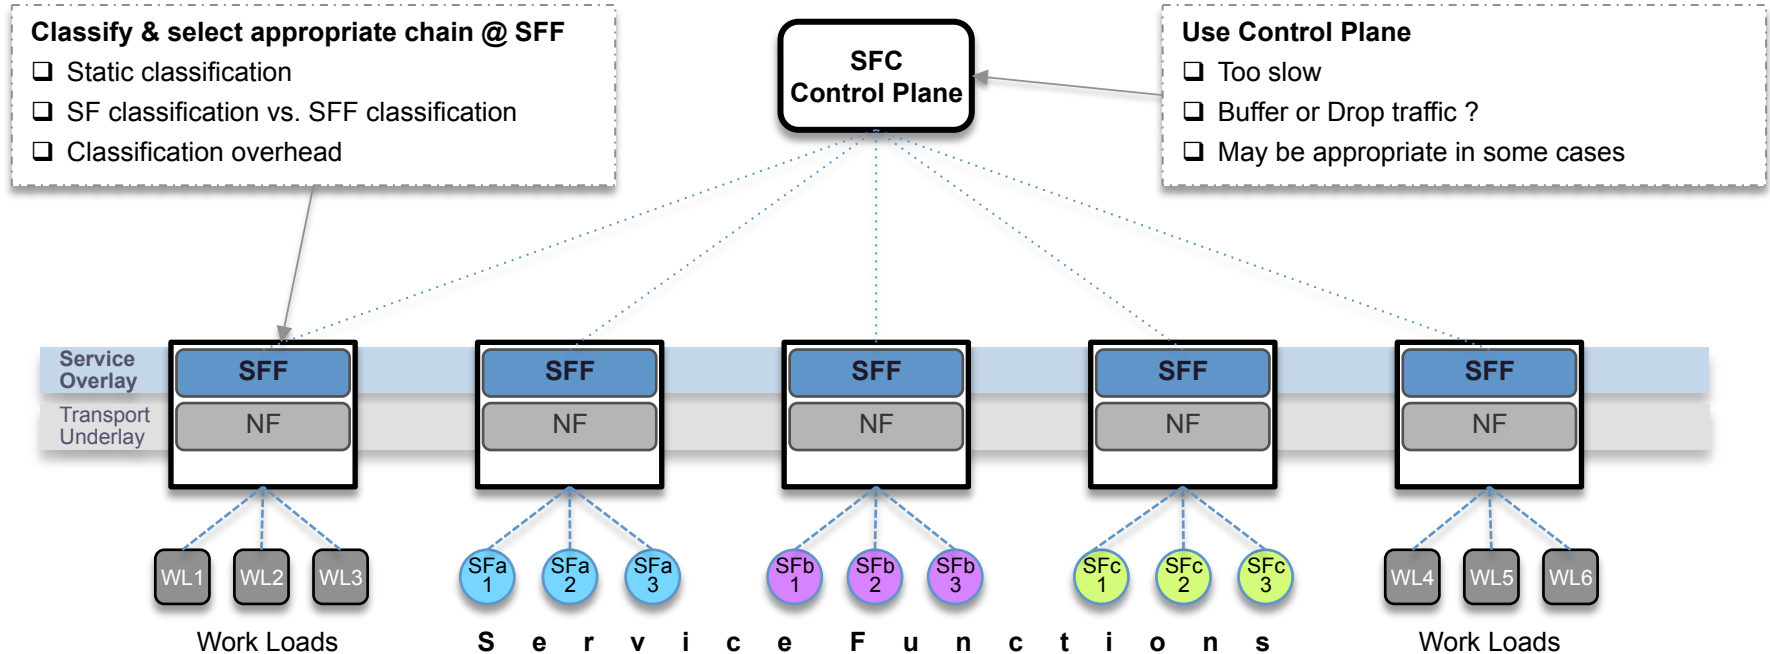 Classify & select appropriate chain @ SFF
❑ Static classification
❑ SF classification vs. SFF classification
❑ Classification overhead
SFC
Control Plane
Use Control Plane
❑ Too slow
❑ Buffer or Drop traffic ?
❑ May be appropriate in some cases
Service
Overlay
SFF SFF SFF SFF SFF
Transport
Underlay
NF NF NF NF NF
WL1 WL2 WL3
SFa
1
SFa
2
SFa
3
SFb
1
SFb
2
SFb
3
SFc
1
SFc
2
SFc
3
WL4 WL5 WL6
Work Loads
S e r v i c e F u n c t i o n s
Work Loads